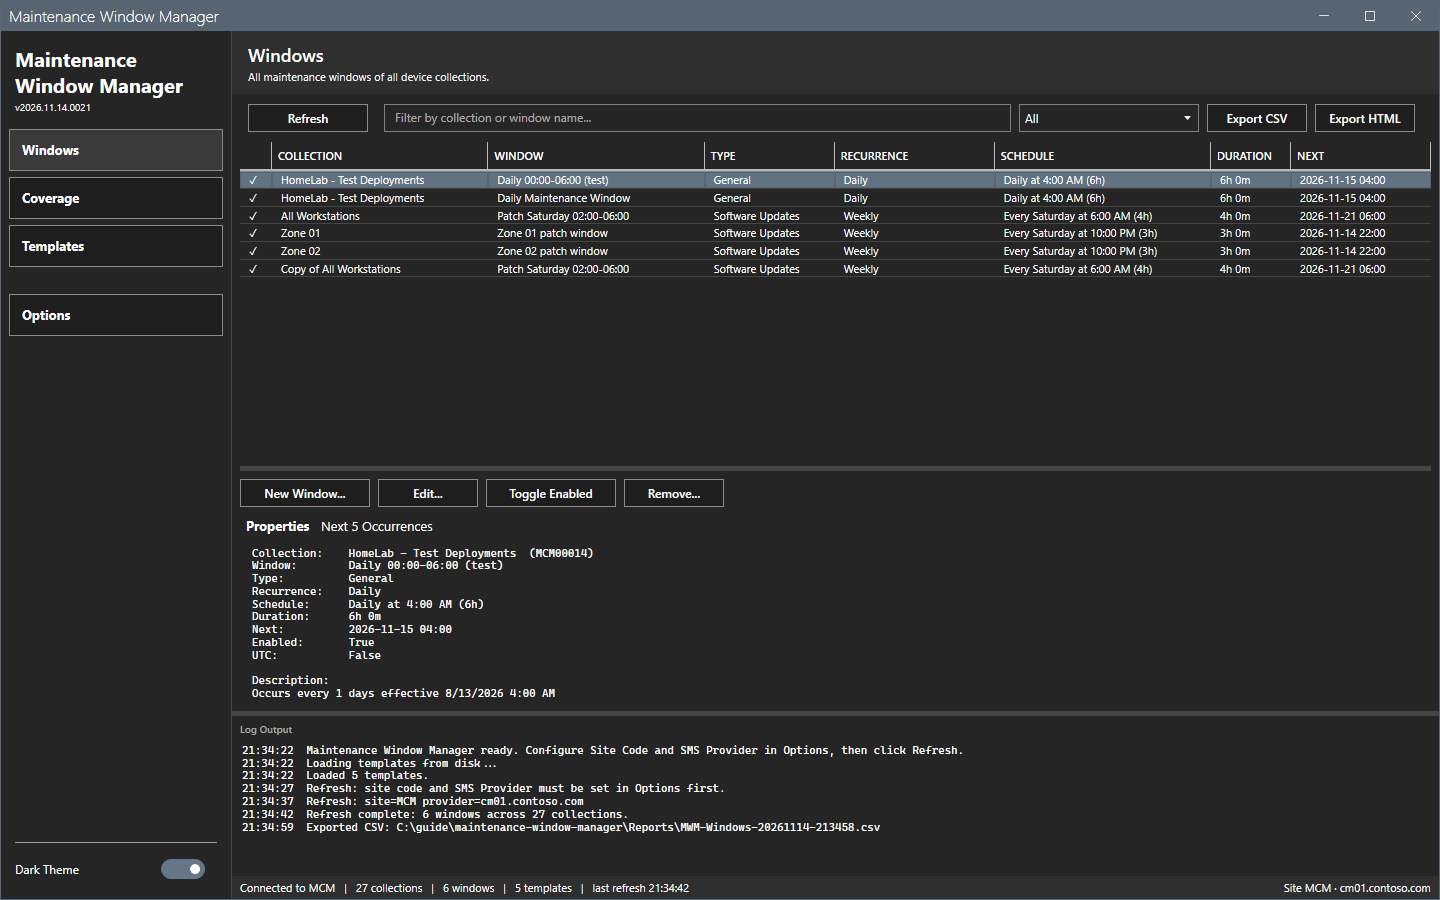 Maintenance Window Manager
Maintenance
Window Manager
v2026.11.14.0021
Windows
Coverage
Templates
Options
Dark Theme
Windows
All maintenance windows of all device collections.
Refresh
Filter by collection or window name...
All
Export CSV
Export HTML
COLLECTION WINDOW TYPE RECURRENCE SCHEDULE DURATION NEXT
✓ HomeLab - Test Deployments Daily 00:00-06:00 (test) General Daily Daily at 4:00 AM (6h) 6h 0m 2026-11-15 04:00
✓ HomeLab - Test Deployments Daily Maintenance Window General Daily Daily at 4:00 AM (6h) 6h 0m 2026-11-15 04:00
✓ All Workstations Patch Saturday 02:00-06:00 Software Updates Weekly Every Saturday at 6:00 AM (4h) 4h 0m 2026-11-21 06:00
✓ Zone 01 Zone 01 patch window Software Updates Weekly Every Saturday at 10:00 PM (3h) 3h 0m 2026-11-14 22:00
✓ Zone 02 Zone 02 patch window Software Updates Weekly Every Saturday at 10:00 PM (3h) 3h 0m 2026-11-14 22:00
✓ Copy of All Workstations Patch Saturday 02:00-06:00 Software Updates Weekly Every Saturday at 6:00 AM (4h) 4h 0m 2026-11-21 06:00
New Window...
Edit...
Toggle Enabled
Remove...
Properties Next 5 Occurrences
Collection: HomeLab - Test Deployments (MCM00014)
Window: Daily 00:00-06:00 (test)
Type: General
Recurrence: Daily
Schedule: Daily at 4:00 AM (6h)
Duration: 6h 0m
Next: 2026-11-15 04:00
Enabled: True
UTC: False
Description:
Occurs every 1 days effective 8/13/2026 4:00 AM
Log Output
21:34:22 Maintenance Window Manager ready. Configure Site Code and SMS Provider in Options, then click Refresh.
21:34:22 Loading templates from disk...
21:34:22 Loaded 5 templates.
21:34:27 Refresh: site code and SMS Provider must be set in Options first.
21:34:37 Refresh: site=MCM provider=cm01.contoso.com
21:34:42 Refresh complete: 6 windows across 27 collections.
21:34:59 Exported CSV: C:\guide\maintenance-window-manager\Reports\MWM-Windows-20261114-213458.csv
Connected to MCM | 27 collections | 6 windows | 5 templates | last refresh 21:34:42
Site MCM · cm01.contoso.com